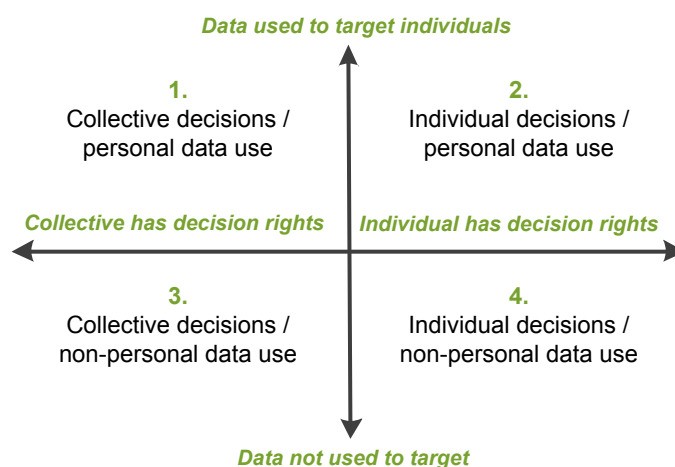 Data used to target individuals
1.
Collective decisions /
personal data use
2.
Individual decisions /
personal data use
Collective has decision rights
Individual has decision rights
3.
Collective decisions /
non-personal data use
4.
Individual decisions /
non-personal data use
Data not used to target